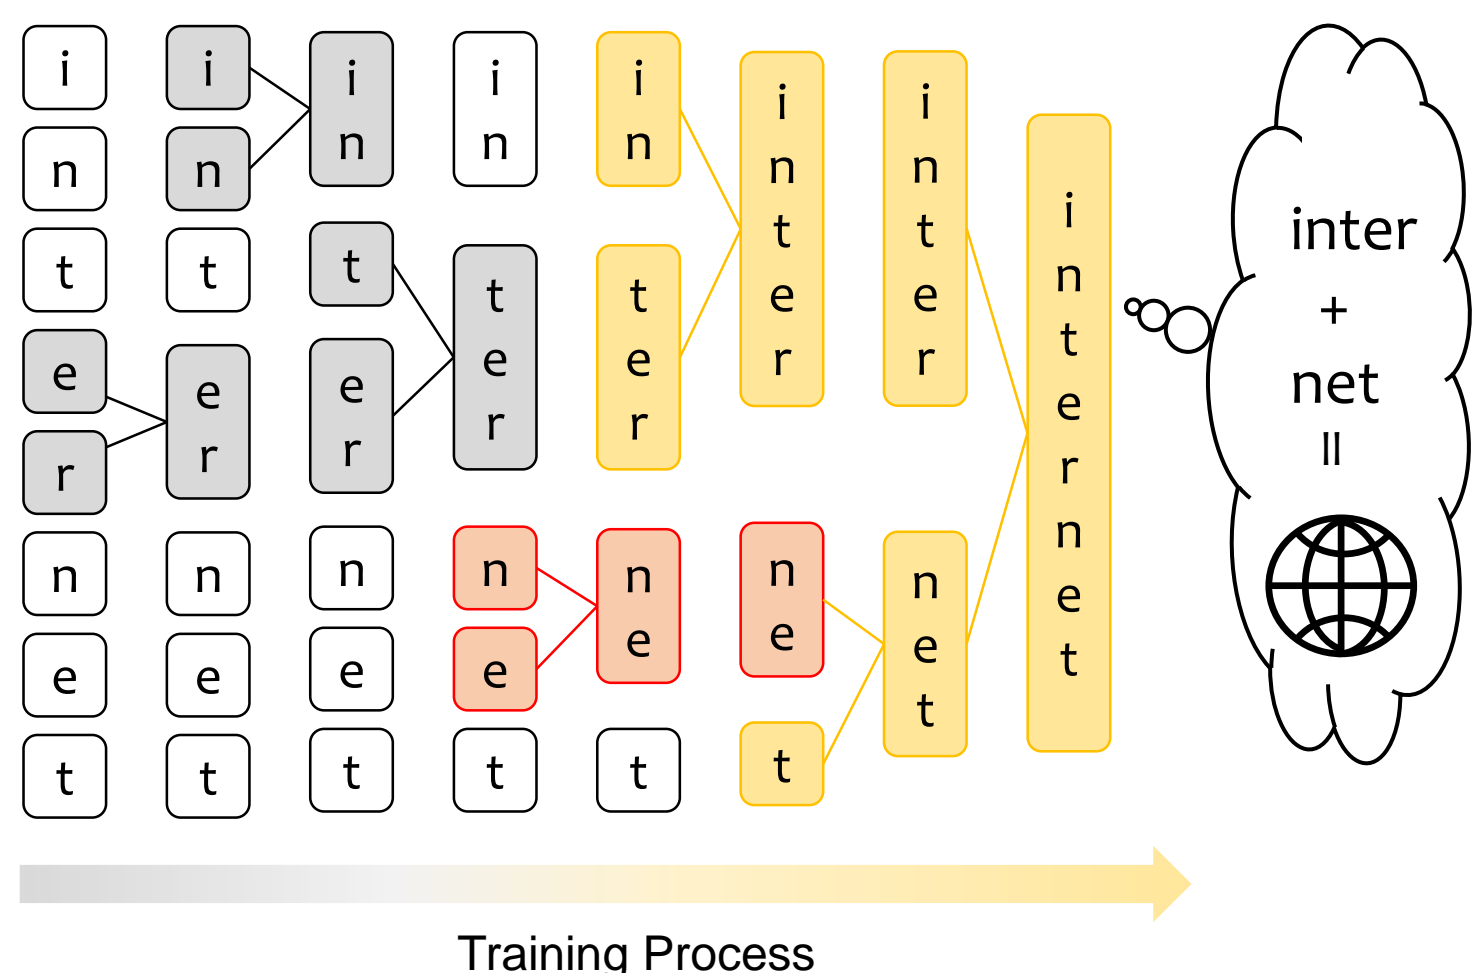 i i i i i i i i
n n n n n n n n
t t t t t t t t
e e e e e e e e
r r r r r r r r
n n n n n n n n
e e e e e e e e
t t t t t t t t
inter
+
net
=
Training Process